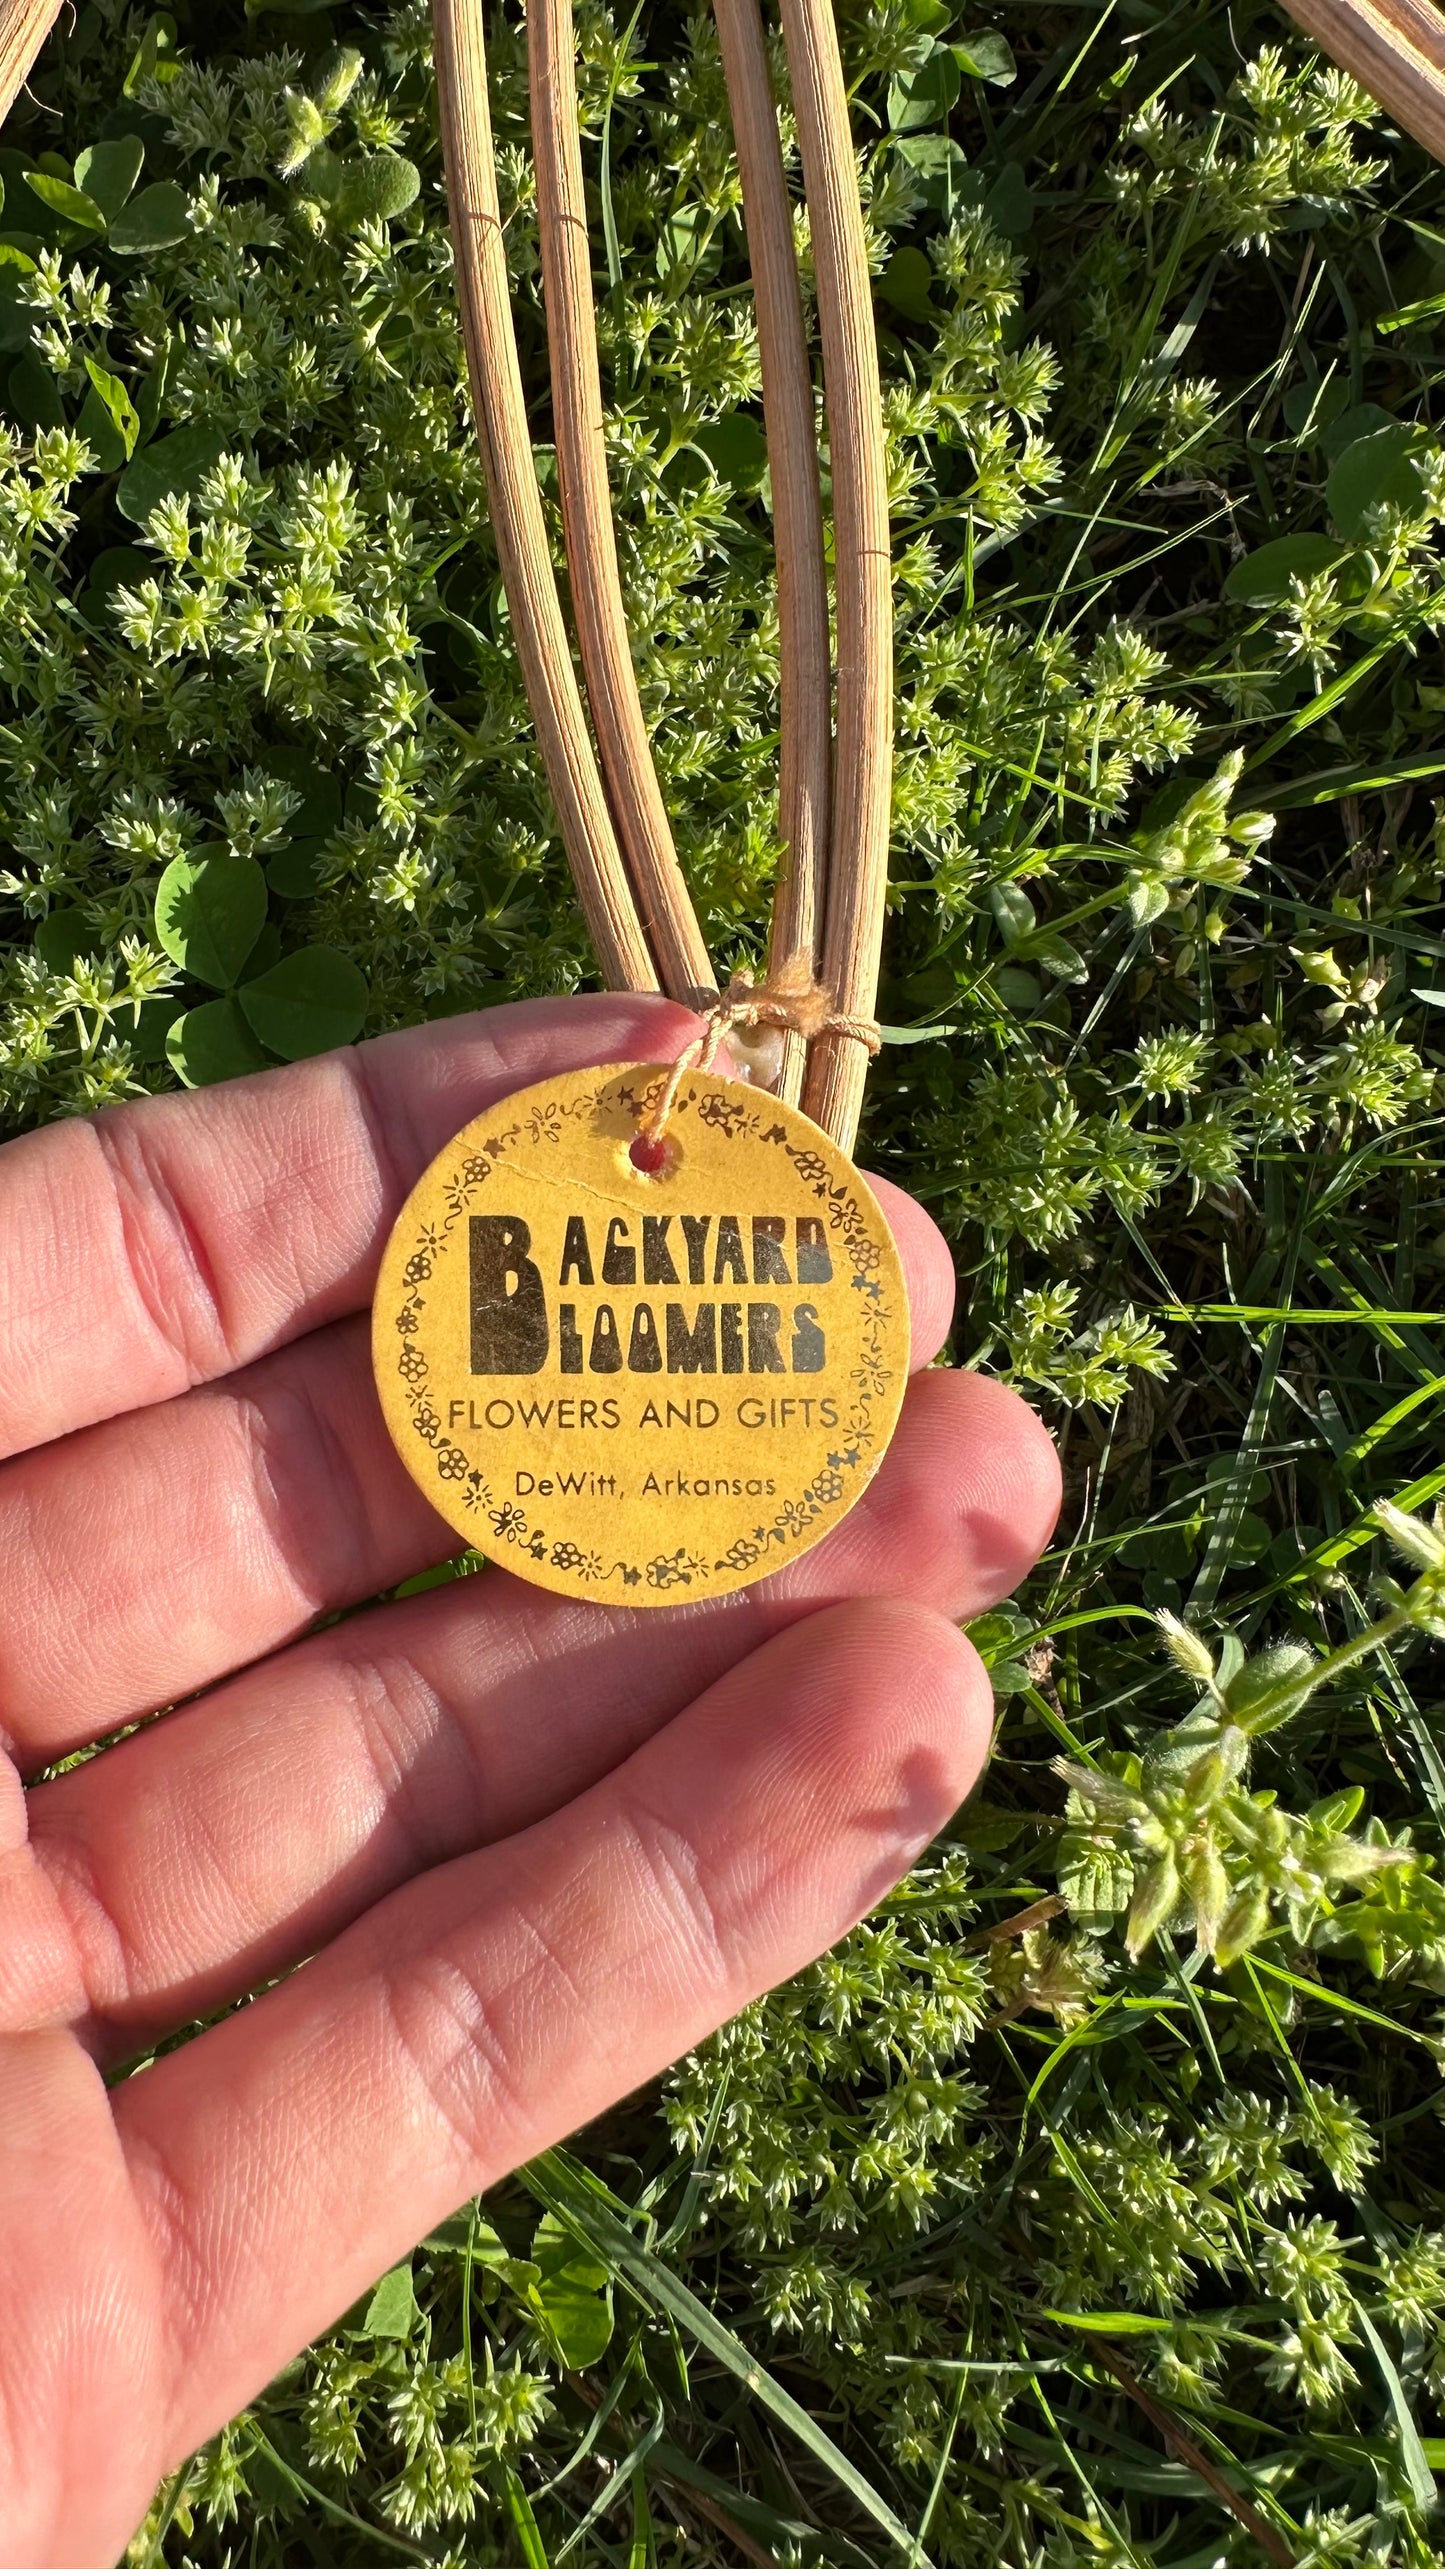 BACKYARD
BLOOMERS
FLOWERS AND GIFTS
DeWitt, Arkansas